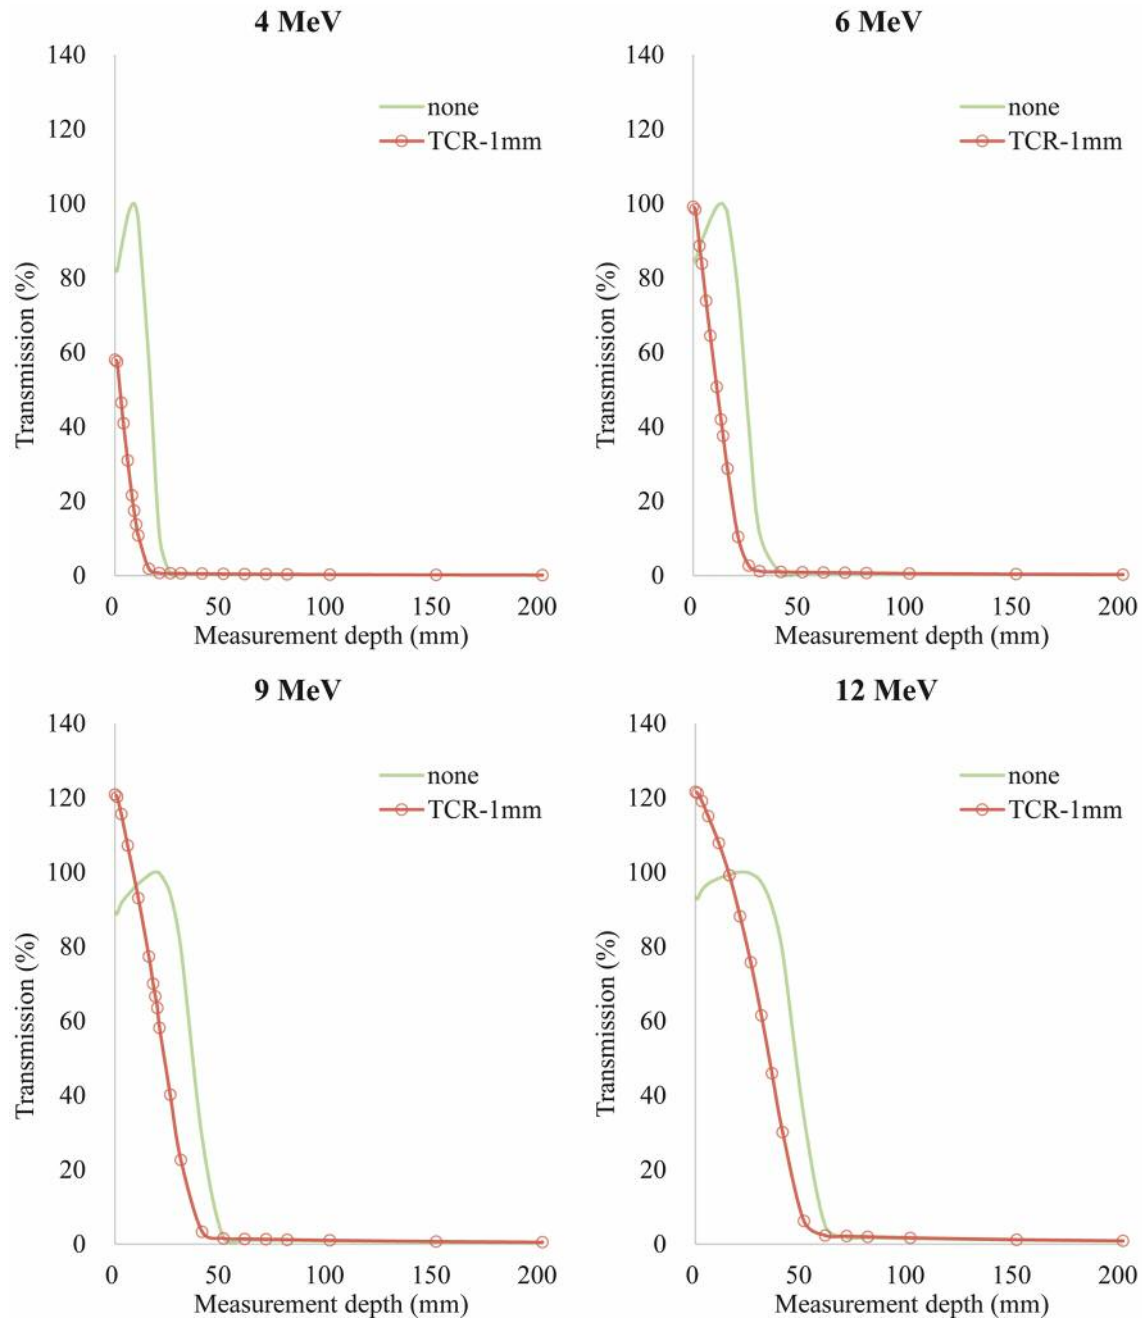 4 MeV
140
120
100
80
60
40
20
0
Transmission (%)
none
TCR-1mm
0 50 100 150 200
Measurement depth (mm)
6 MeV
140
120
100
80
60
40
20
0
Transmission (%)
none
TCR-1mm
0 50 100 150 200
Measurement depth (mm)
9 MeV
140
120
100
80
60
40
20
0
Transmission (%)
none
TCR-1mm
0 50 100 150 200
Measurement depth (mm)
12 MeV
140
120
100
80
60
40
20
0
Transmission (%)
none
TCR-1mm
0 50 100 150 200
Measurement depth (mm)